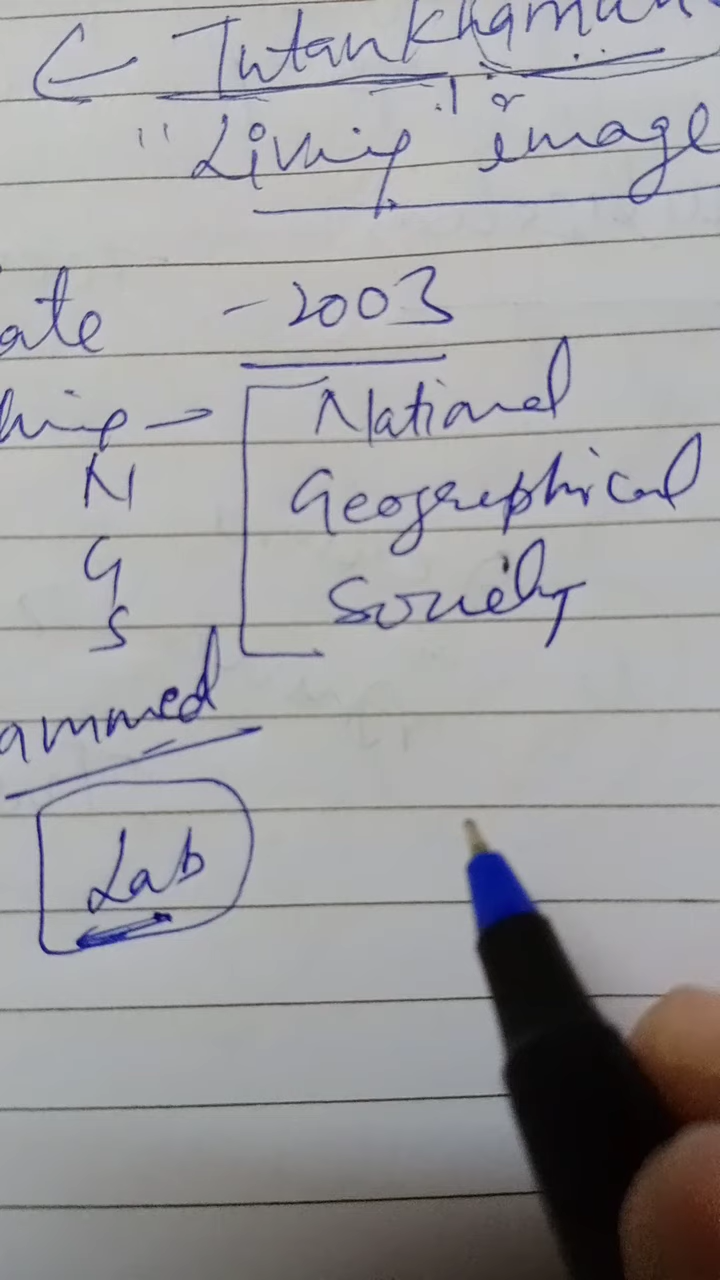 ← Tutankhamun
"Living" image
ate - 2003
National
N Geographical
G
S Society
ammed
Lab